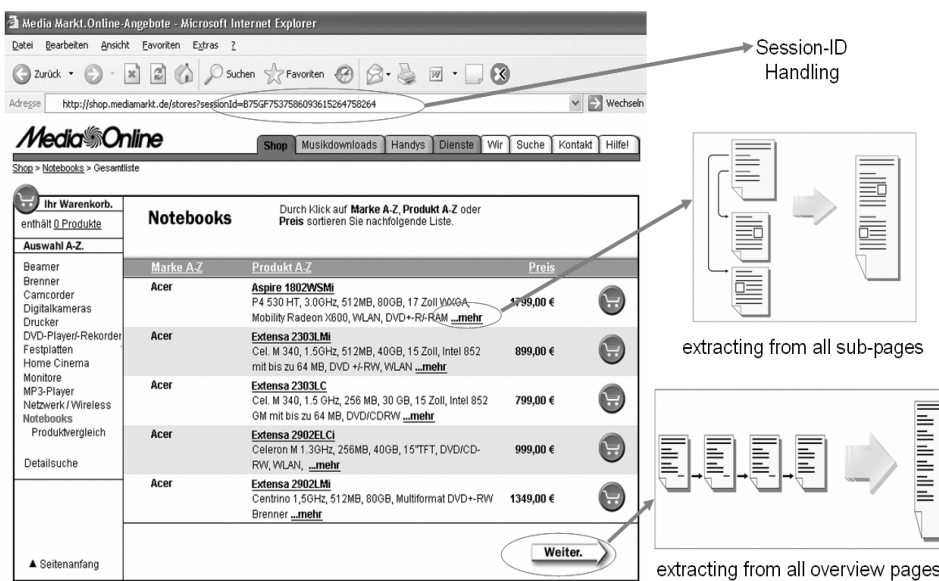 Media Markt.Online-Angebote - Microsoft Internet Explorer
Datei Bearbeiten Ansicht Favoriten Extras ?
Zurück Suchen Favoriten
Adresse http://shop.mediamarkt.de/stores?sessionId=B75GF7537586093615264758264 Wechseln
Session-ID
Handling
Media Online
Shop Musikdownloads Handys Dienste Wir Suche Kontakt Hilfe!
Shop > Notebooks > Gesamtliste
Ihr Warenkorb.
enthält 0 Produkte
Auswahl A-Z.
Beamer
Brenner
Camcorder
Digitalkameras
Drucker
DVD-Player/-Rekorder
Festplatten
Home Cinema
Monitore
MP3-Player
Netzwerk / Wireless
Notebooks
Produktvergleich
Detailsuche
▲ Seitenanfang
Notebooks
Durch Klick auf Marke A-Z, Produkt A-Z oder
Preis sortieren Sie nachfolgende Liste.
Marke A-Z Produkt A-Z Preis
Acer Aspire 1802WSMi
P4 530 HT, 3.0GHz, 512MB, 80GB, 17 Zoll WXGA, 1799,00 €
Mobility Radeon X600, WLAN, DVD+-R/-RAM ...mehr
Acer Extensa 2303LMi
Cel. M 340, 1.5GHz, 512MB, 40GB, 15 Zoll, Intel 852 899,00 €
mit bis zu 64 MB, DVD +/-RW, WLAN ...mehr
Acer Extensa 2303LC
Cel. M 340, 1.5 GHz, 256 MB, 30 GB, 15 Zoll, Intel 852 799,00 €
GM mit bis zu 64 MB, DVD/CDRW ...mehr
Acer Extensa 2902ELCi
Celeron M 1.3GHz, 256MB, 40GB, 15"TFT, DVD/CD- 999,00 €
RW, WLAN, ...mehr
Acer Extensa 2902LMi
Centrino 1,5GHz, 512MB, 80GB, Multiformat DVD+-RW 1349,00 €
Brenner ...mehr
Weiter.
extracting from all sub-pages
extracting from all overview pages